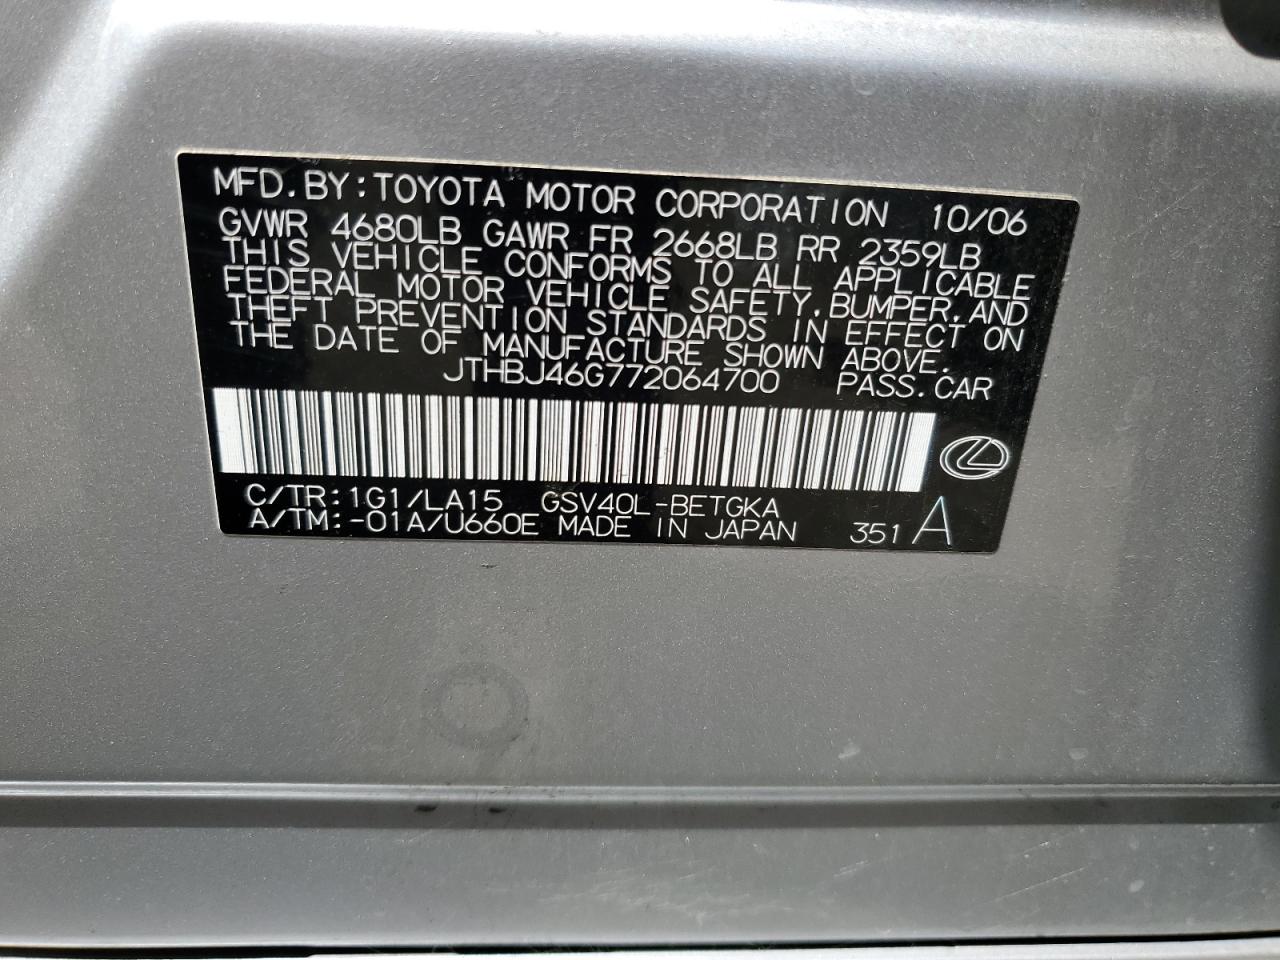 MFD.BY:TOYOTA MOTOR CORPORATION 10/06
GVWR 4680LB GAWR FR 2668LB RR 2359LB
THIS VEHICLE CONFORMS TO ALL APPLICABLE
FEDERAL MOTOR VEHICLE SAFETY,BUMPER,AND
THEFT PREVENTION STANDARDS IN EFFECT ON
THE DATE OF MANUFACTURE SHOWN ABOVE.
JTHBJ46G772064700 PASS.CAR
C/TR:1G1/LA15 GSV40L-BETGKA
A/TM:-01A/U660E MADE IN JAPAN 351 A